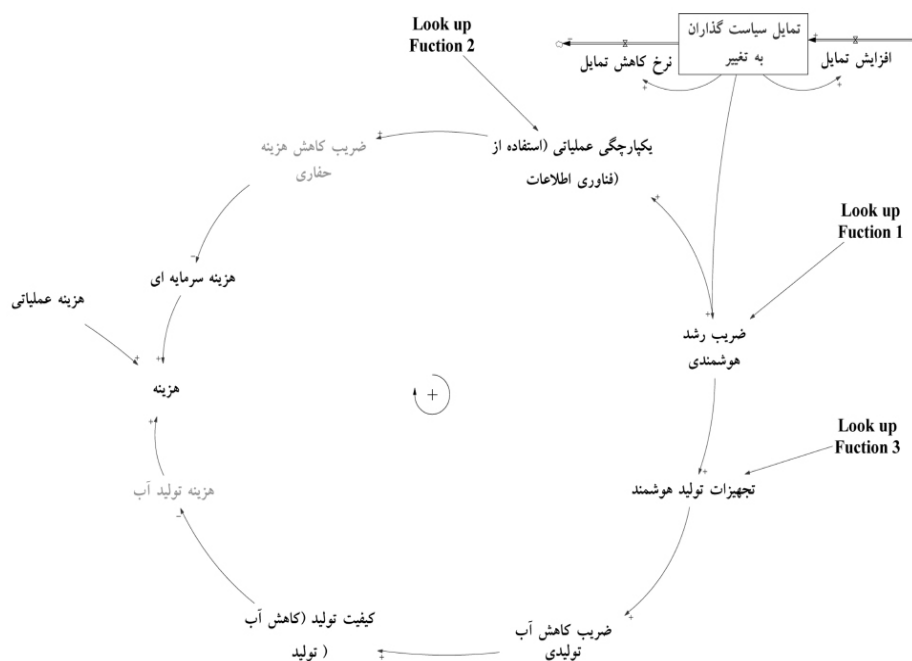 Look up
Fuction 2
تمایل سیاست گذاران
به تغییر
افزایش تمایل
نرخ کاهش تمایل
یکپارچگی عملیاتی (استفاده از
(فناوری اطلاعات
ضریب کاهش هزینه
حفاری
Look up
Fuction 1
هزینه سرمایه ای
هزینه عملیاتی
ضریب رشد
هوشمندی
هزینه
Look up
Fuction 3
تجهیزات تولید هوشمند
هزینه تولید آب
کیفیت تولید (کاهش آب
( تولید
ضریب کاهش آب
تولیدی